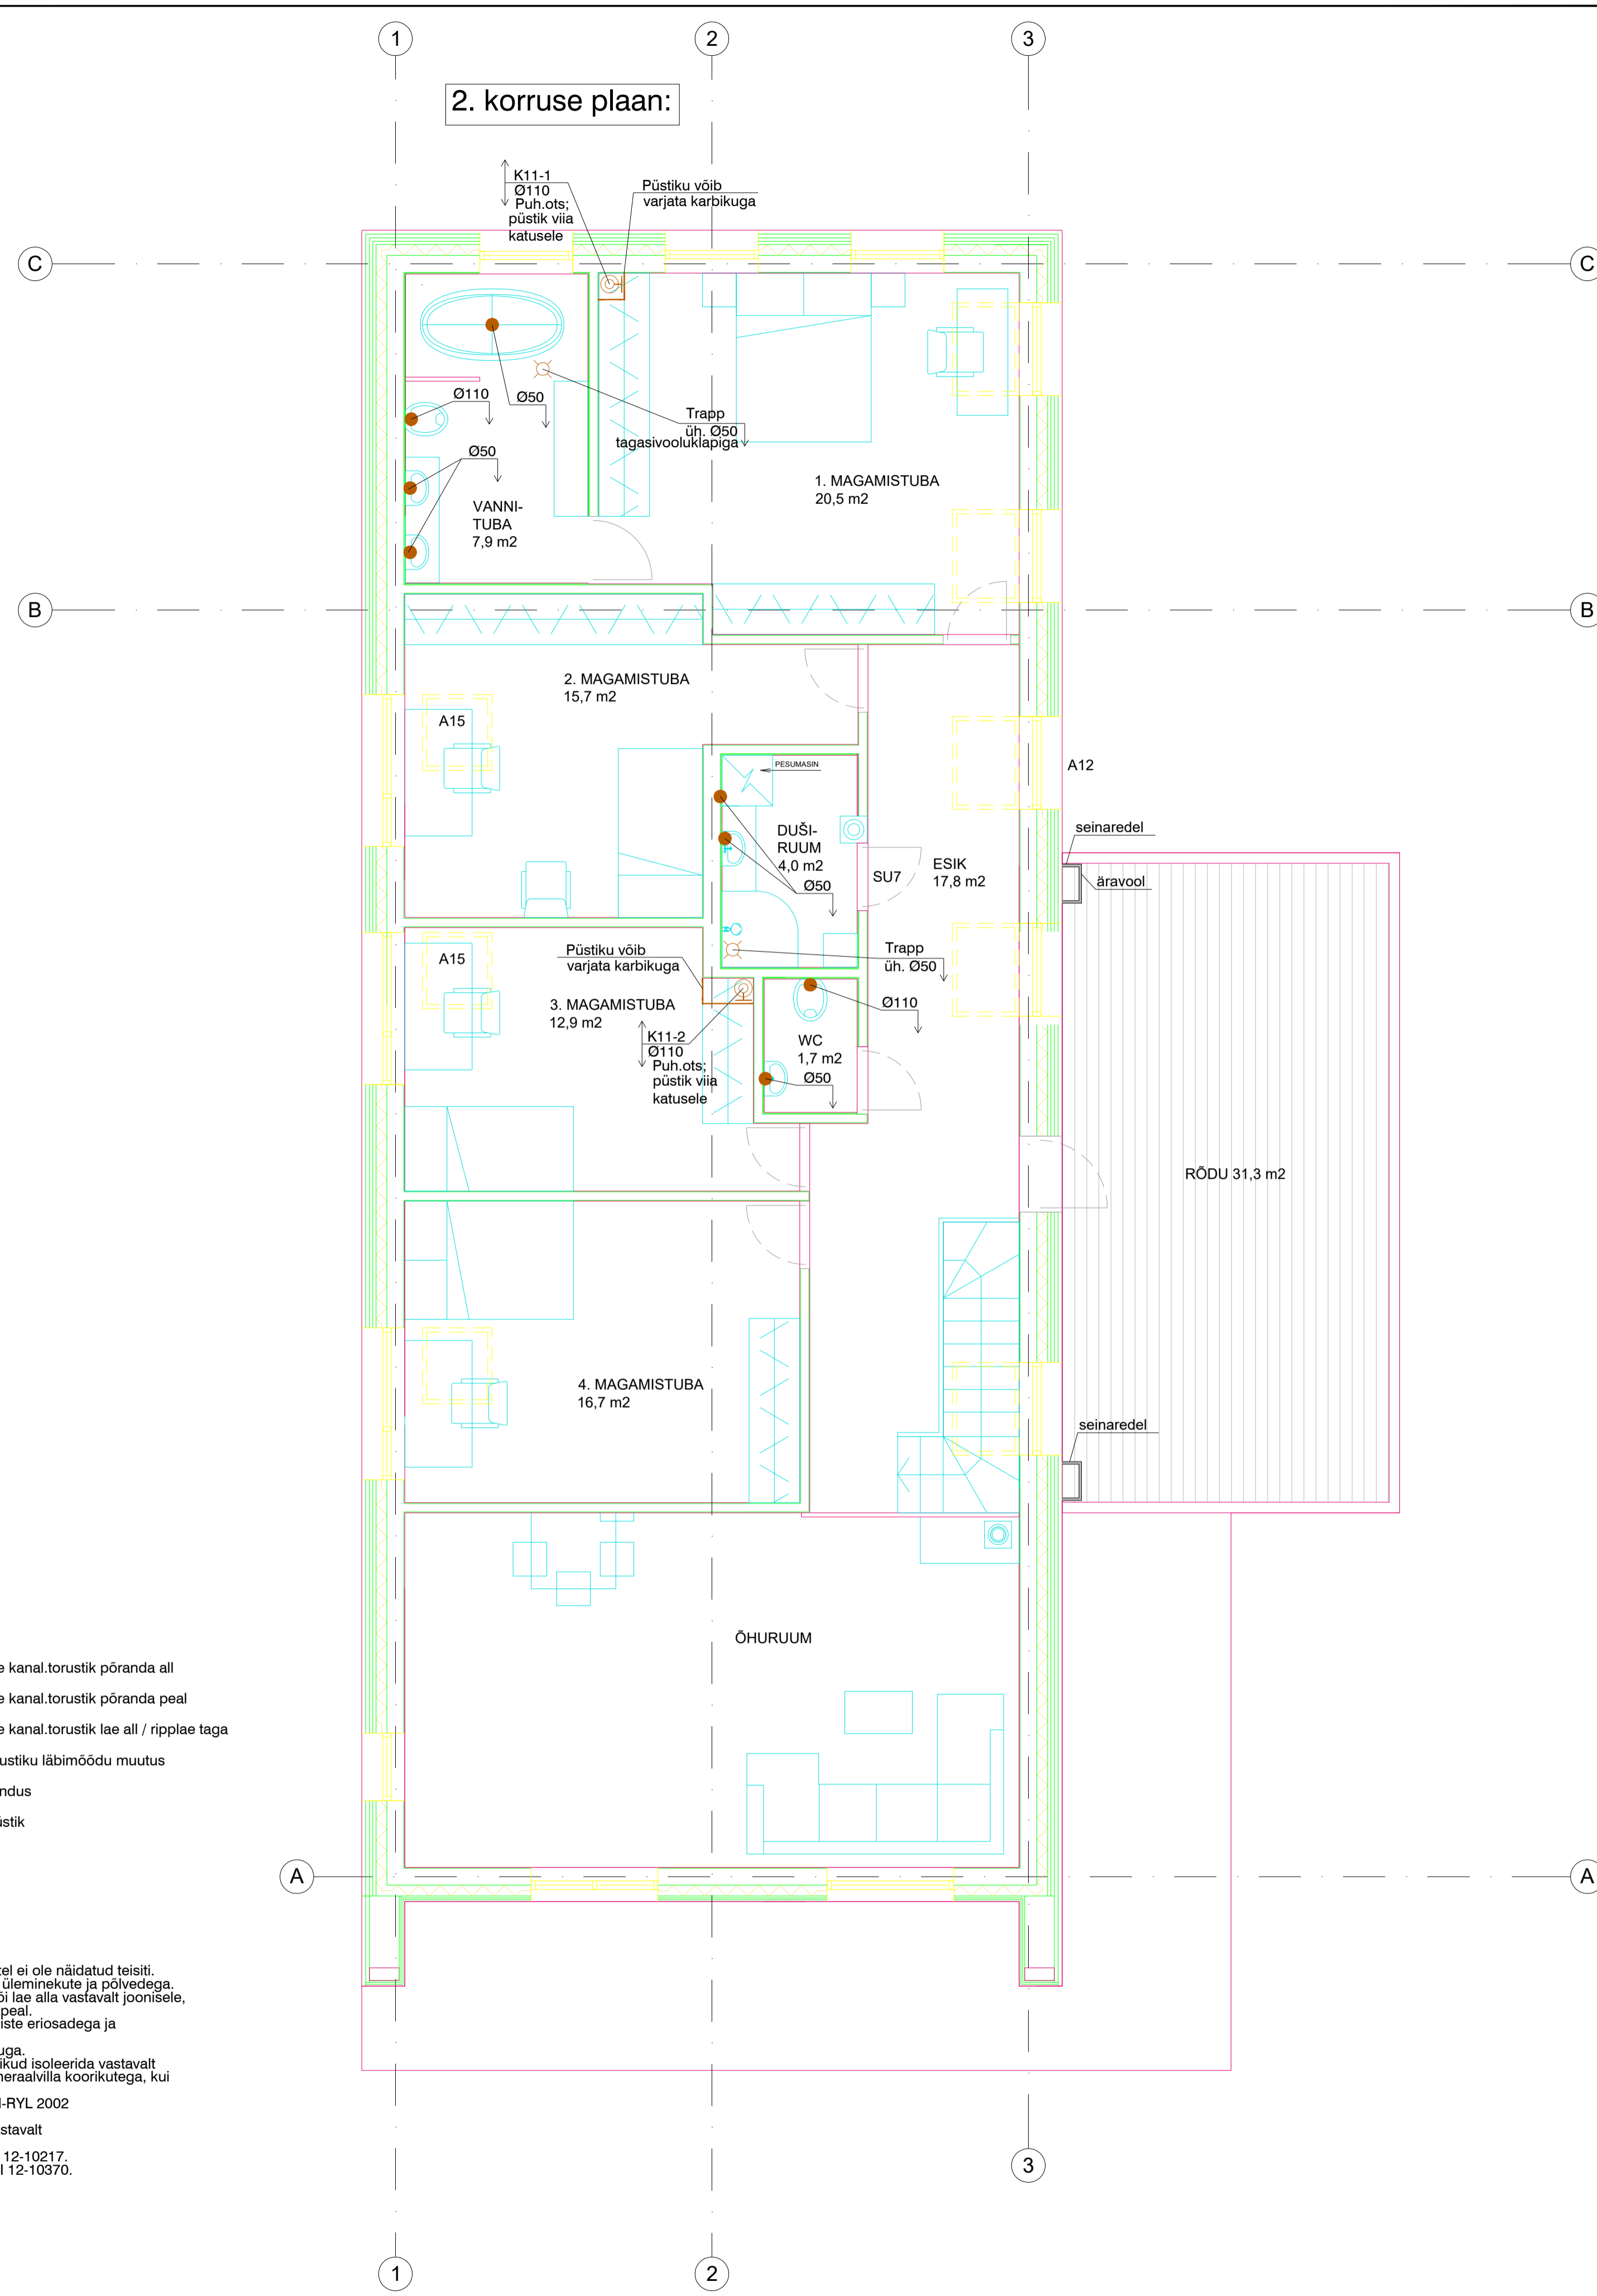 1
2
3
2. korruse plaan:
K11-1
Ø110
Puh.ots;
püstik viia
katusele
Püstiku võib
varjata karbikuga
C
C
Ø110
Ø50
Ø50
Trapp
üh. Ø50
tagasivooluklapiga
VANNI-
TUBA
7,9 m2
1. MAGAMISTUBA
20,5 m2
B
B
2. MAGAMISTUBA
15,7 m2
A15
PESUMASIN
A12
DUŠI-
RUUM
4,0 m2
Ø50
SU7
ESIK
17,8 m2
seinaredel
äravool
A15
Püstiku võib
varjata karbikuga
Trapp
üh. Ø50
3. MAGAMISTUBA
12,9 m2
Ø110
K11-2
Ø110
Puh.ots;
püstik viia
katusele
WC
1,7 m2
Ø50
RÕDU 31,3 m2
4. MAGAMISTUBA
16,7 m2
seinaredel
ÕHURUUM
e kanal.torustik põranda all
e kanal.torustik põranda peal
e kanal.torustik lae all / ripplae taga
ustiku läbimõõdu muutus
ndus
istik
A
A
tel ei ole näidatud teisiti.
üleminekute ja põlvedega.
õi lae alla vastavalt joonisele,
peal.
iste eriosadega ja
uga.
ikud isoleerida vastavalt
neraalvilla koorikutega, kui
I-RYL 2002
stavalt
12-10217.
I 12-10370.
3
1
2